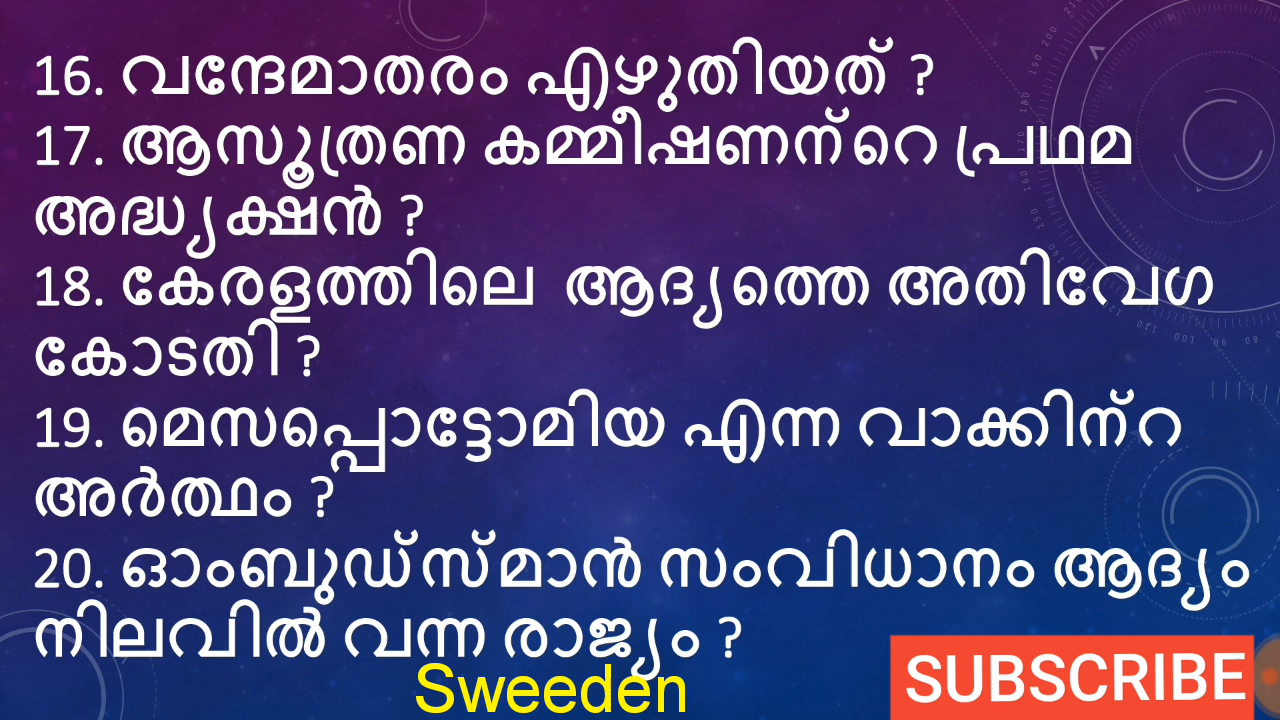 16. വന്ദേമാതരം എഴുതിയത് ?
17. ആസൂത്രണ കമ്മീഷണന്റെ പ്രഥമ
അദ്ധ്യക്ഷൻ ?
18. കേരളത്തിലെ ആദ്യത്തെ അതിവേഗ
കോടതി ?
19. മെസപ്പൊട്ടോമിയ എന്ന വാക്കിന്റ
അർത്ഥം ?
20. ഓംബുഡ്സ്മാൻ സംവിധാനം ആദ്യം
നിലവിൽ വന്ന രാജ്യം ?
Sweeden
SUBSCRIBE